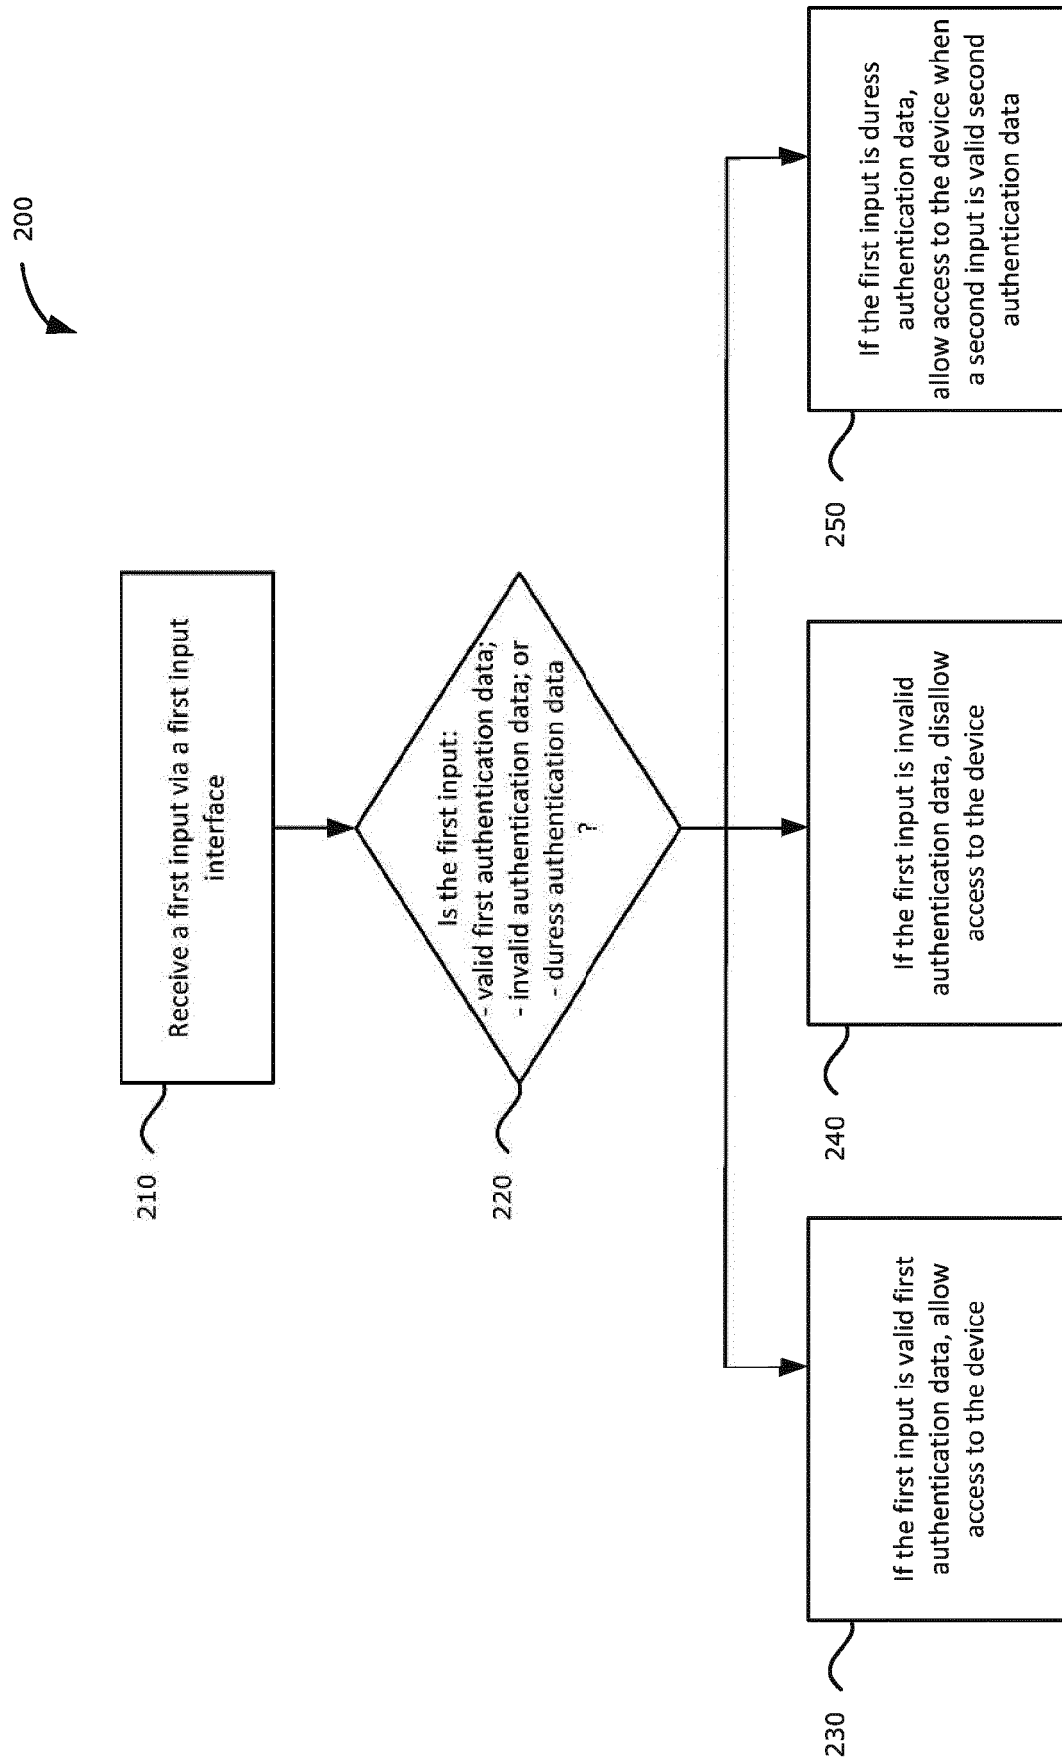 200
210
Receive a first input via a first input
interface
220
Is the first input:
- valid first authentication data;
- invalid authentication data; or
- duress authentication data
?
230
If the first input is valid first
authentication data, allow
access to the device
240
If the first input is invalid
authentication data, disallow
access to the device
250
If the first input is duress
authentication data,
allow access to the device when
a second input is valid second
authentication data